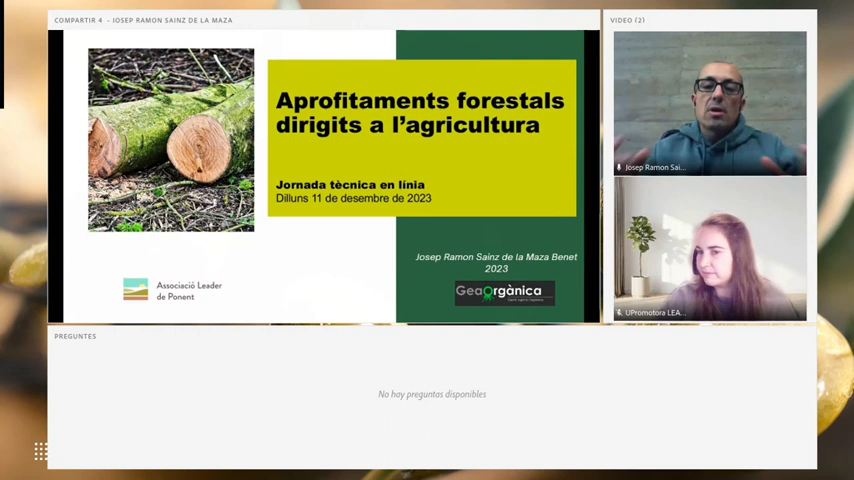 COMPARTIR 4 - JOSEP RAMON SAINZ DE LA MAZA
VIDEO (2)
Aprofitaments forestals
dirigits a l'agricultura
Jornada tècnica en línia
Dilluns 11 de desembre de 2023
Josep Ramon Sainz de la Maza Benet
2023
Associació Leader
de Ponent
GeaOrgànica
Josep Ramon Sai...
UPromotora LEA...
PREGUNTES
No hay preguntas disponibles